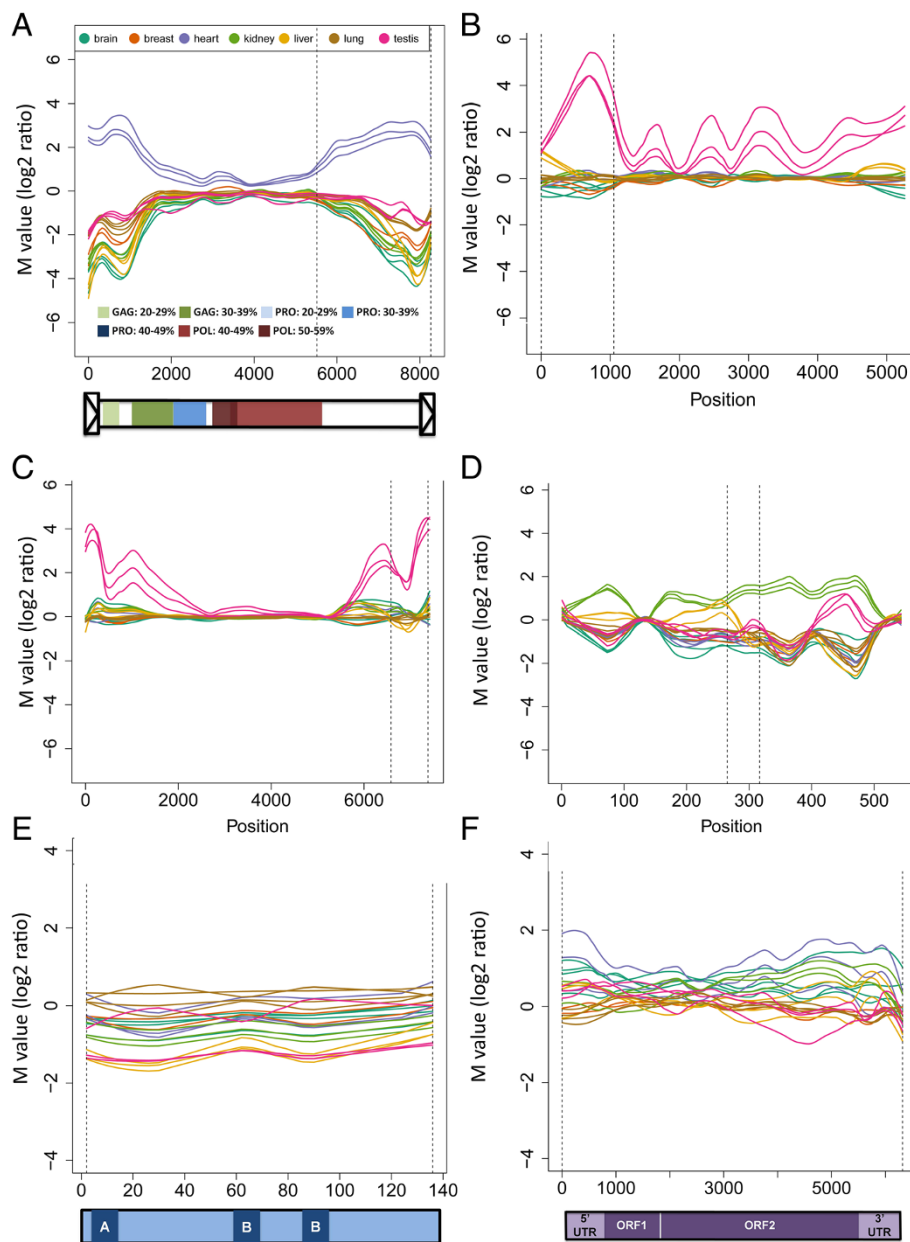 A
brain breast heart kidney liver lung testis
M value (log2 ratio)
6
4
2
0
−2
−4
−6
GAG: 20-29% GAG: 30-39% PRO: 20-29% PRO: 30-39%
PRO: 40-49% POL: 40-49% POL: 50-59%
0 2000 4000 6000 8000
B
M value (log2 ratio)
6
4
2
0
−2
−4
−6
0 1000 2000 3000 4000 5000
Position
C
M value (log2 ratio)
6
4
2
0
−2
−4
−6
0 2000 4000 6000
Position
D
M value (log2 ratio)
6
4
2
0
−2
−4
−6
0 100 200 300 400 500
Position
E
M value (log2 ratio)
4
2
0
−2
−4
0 20 40 60 80 100 120 140
A B B
F
M value (log2 ratio)
4
2
0
−2
−4
0 1000 3000 5000
5' UTR ORF1 ORF2 3' UTR